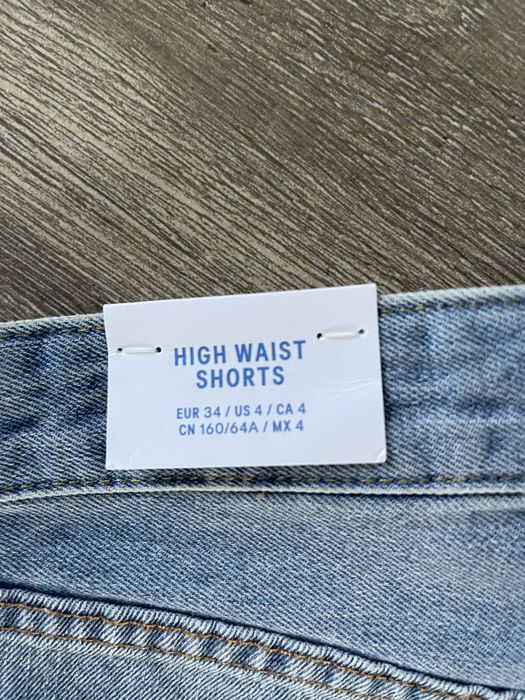 HIGH WAIST
SHORTS
EUR 34 / US 4 / CA 4
CN 160/64A / MX 4